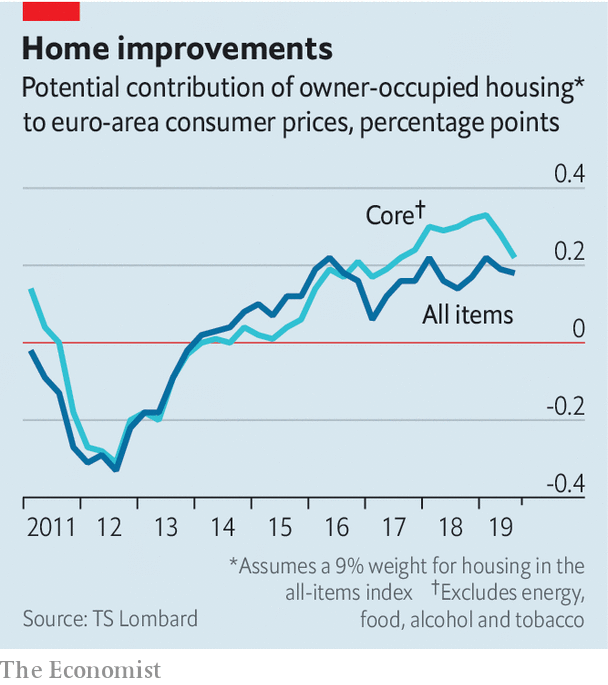 Home improvements
Potential contribution of owner-occupied housing*
to euro-area consumer prices, percentage points
0.4
Core†
0.2
All items
0
-0.2
-0.4
2011 12 13 14 15 16 17 18 19
*Assumes a 9% weight for housing in the
all-items index †Excludes energy,
Source: TS Lombard food, alcohol and tobacco
The Economist